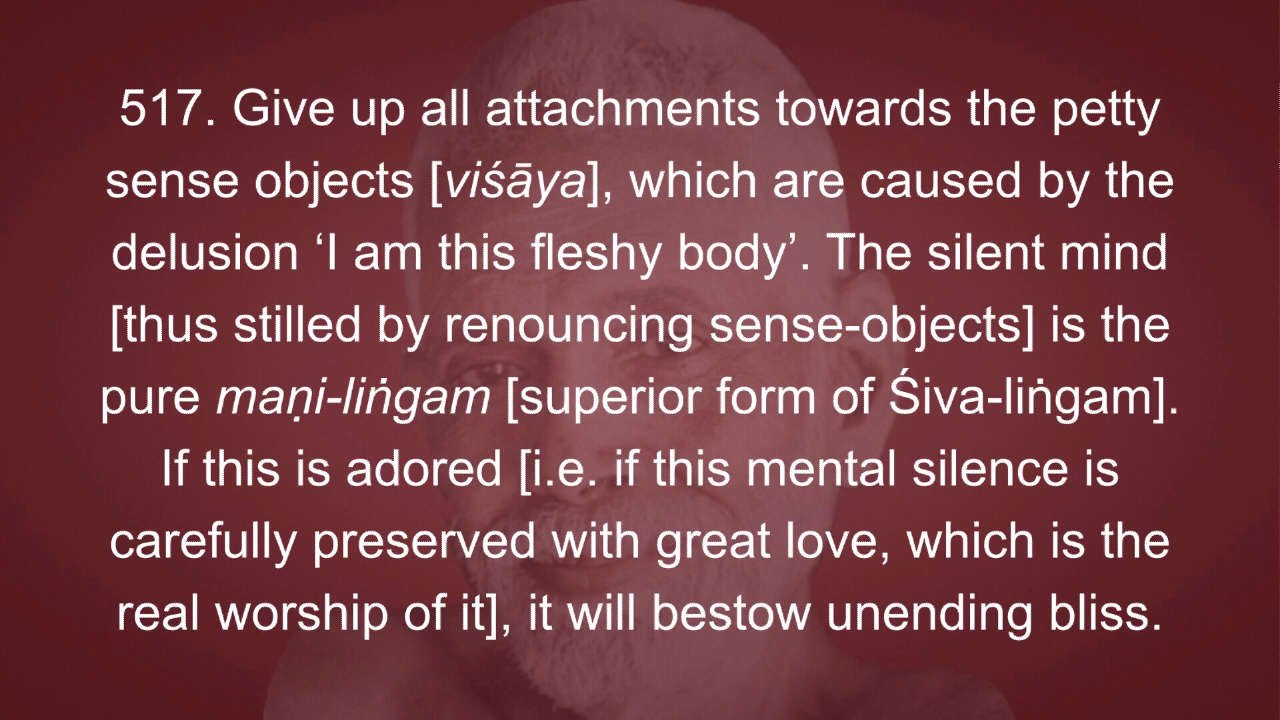 517. Give up all attachments towards the petty
sense objects [viśāya], which are caused by the
delusion ‘I am this fleshy body’. The silent mind
[thus stilled by renouncing sense-objects] is the
pure maṇi-liṅgam [superior form of Śiva-liṅgam].
If this is adored [i.e. if this mental silence is
carefully preserved with great love, which is the
real worship of it], it will bestow unending bliss.